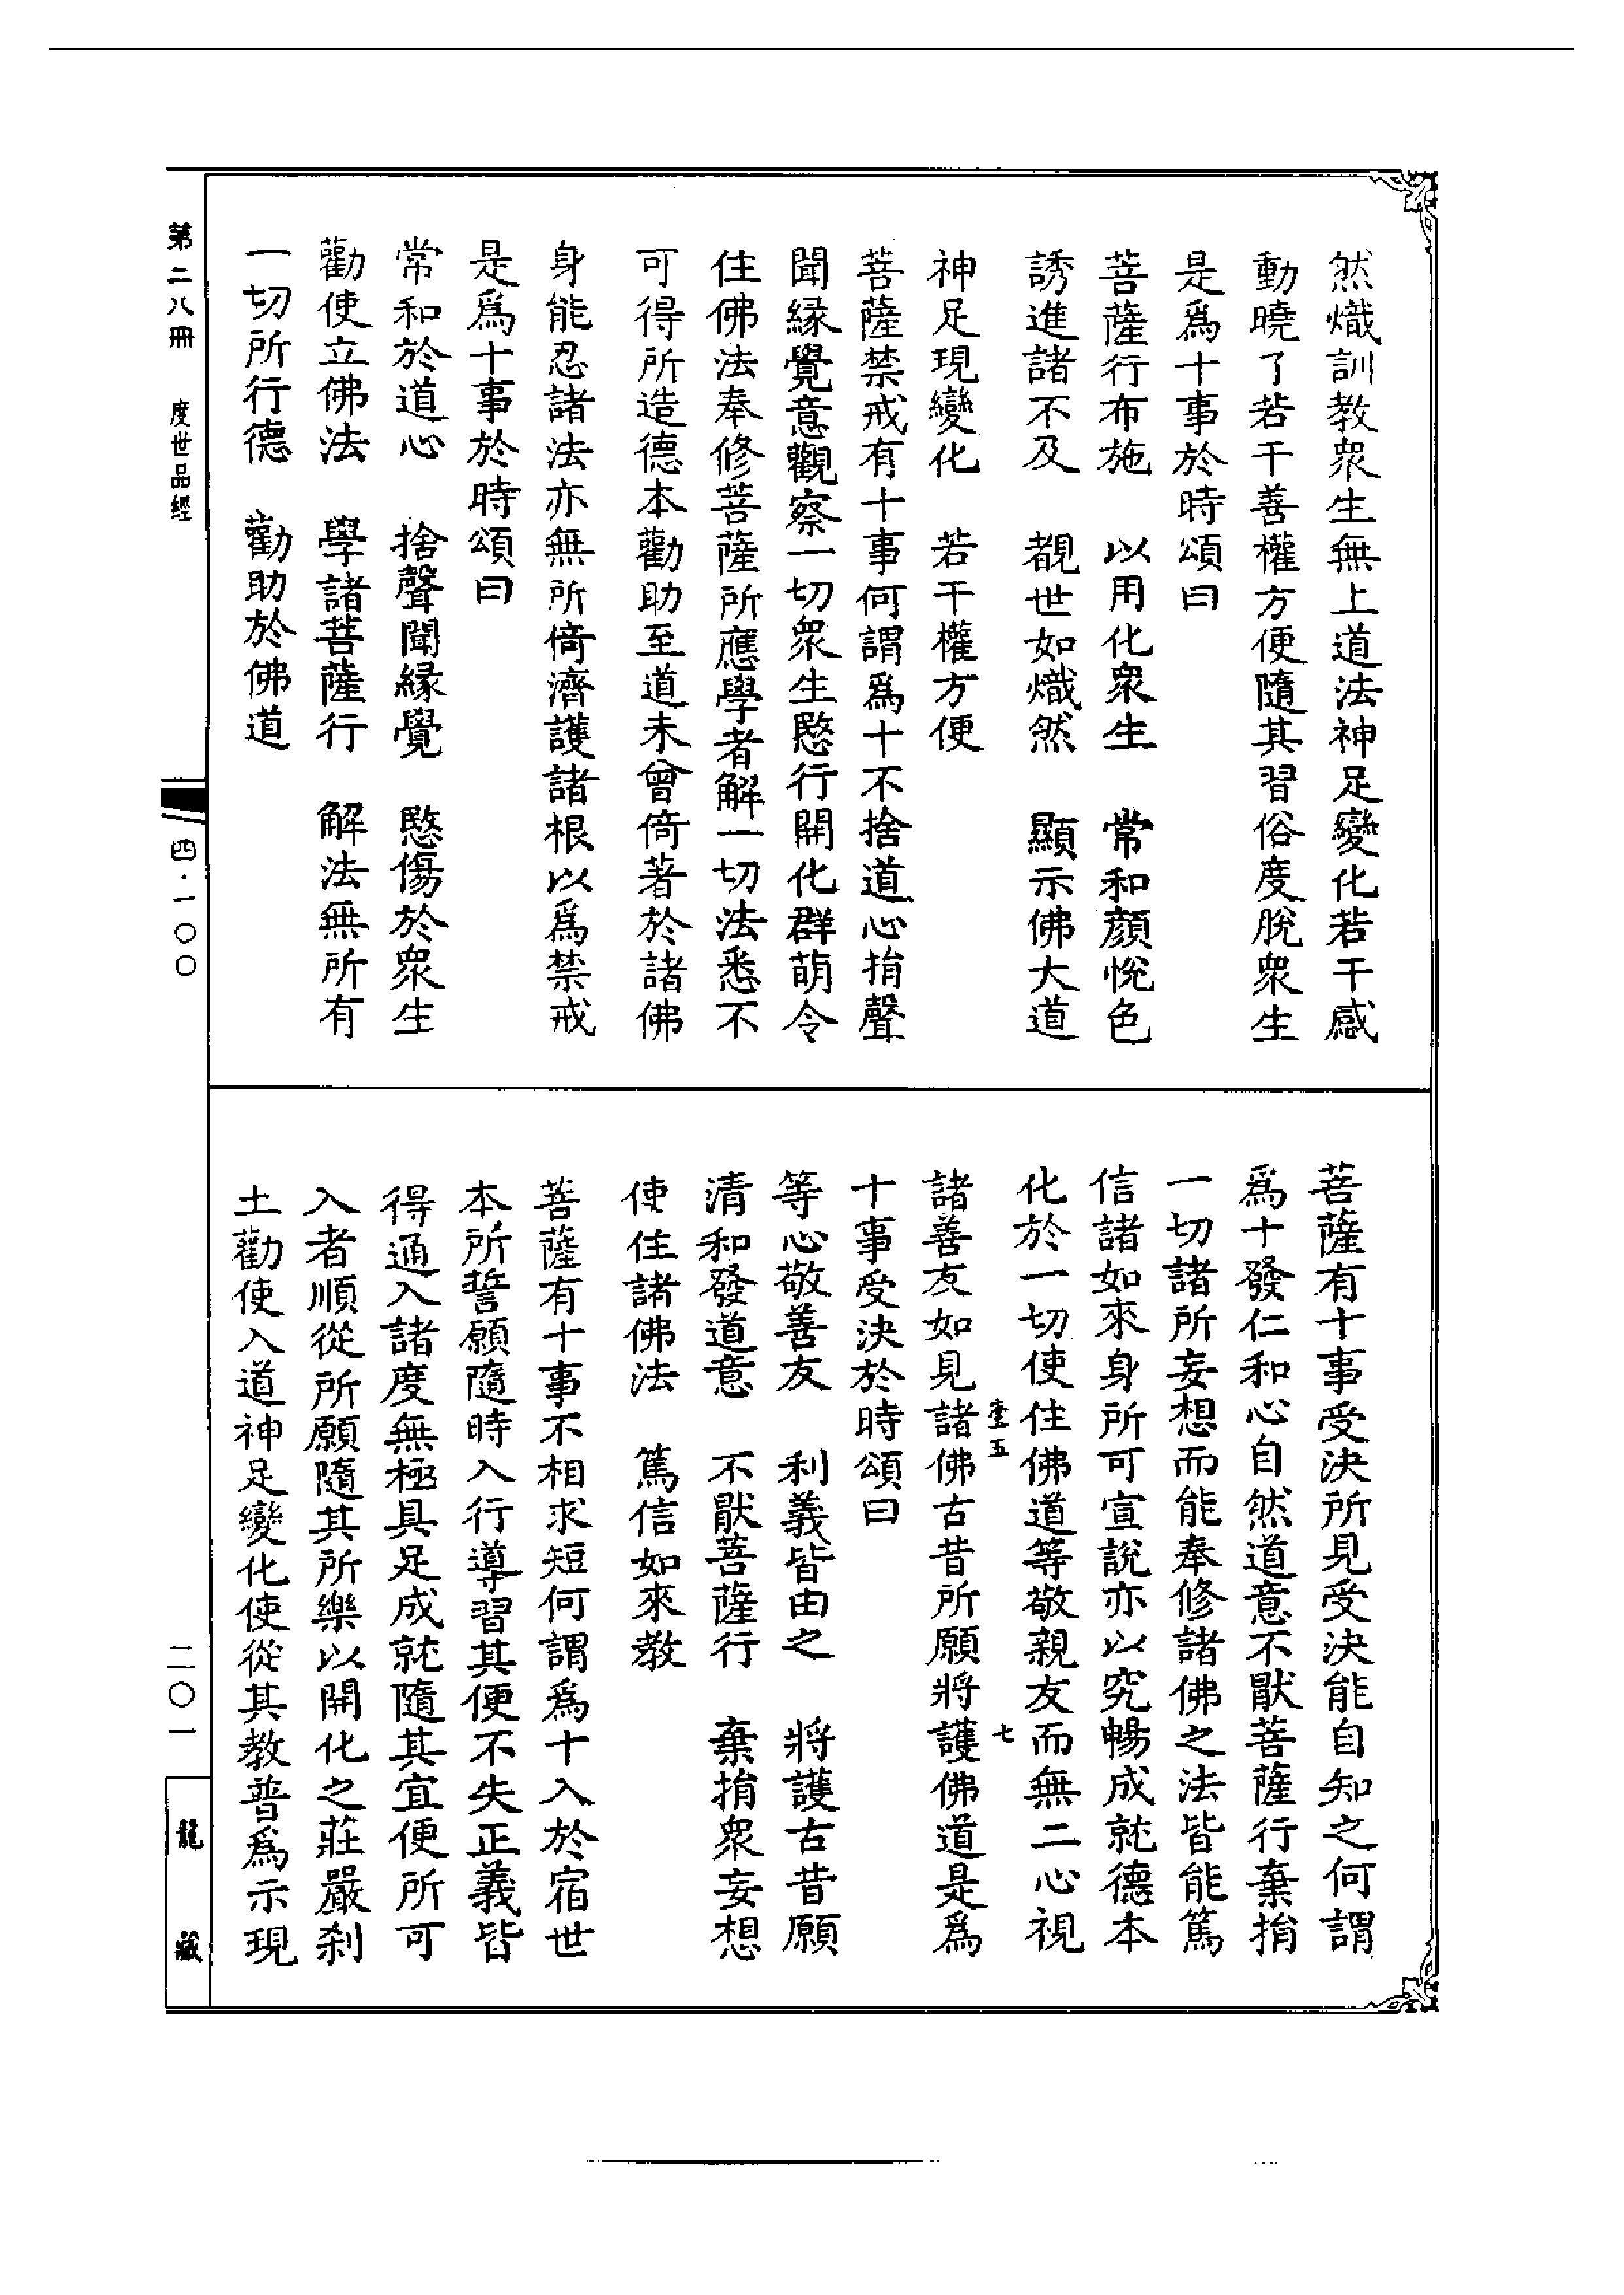 然熾訓教衆生無上道法神足變化若干感
動曉了若干善權方便隨其習俗度脫衆生
是爲十事於時頌曰
菩薩行布施　以用化衆生　常和顏悅色
誘進諸不及　覩世如熾然　顯示佛大道
神足現變化　若干權方便
菩薩禁戒有十事何謂爲十不捨道心捐聲
聞緣覺意觀察一切衆生愍行開化群萌令
住佛法奉修菩薩所應學者解一切法悉不
可得所造德本勸助至道未曾倚著於諸佛
身能忍諸法亦無所倚濟護諸根以爲禁戒
是爲十事於時頌曰
常和於道心　捨聲聞緣覺　愍傷於衆生
勸使立佛法　學諸菩薩行　解法無所有
一切所行德　勸助於佛道
菩薩有十事受決所見受決能自知之何謂
爲十發仁和心自然道意不厭菩薩行棄捐
一切諸所妄想而能奉修諸佛之法皆能篤
信諸如來身所可宣說亦以究暢成就德本
化於一切使住佛道等敬親友而無二心視
壹五　七
諸善友如見諸佛古昔所願將護佛道是爲
十事受決於時頌曰
等心敬善友　利義皆由之　將護古昔願
清和發道意　不厭菩薩行　棄捐衆妄想
使住諸佛法　篤信如來教
菩薩有十事不相求短何謂爲十入於宿世
本所誓願隨時入行導習其便不失正義皆
得通入諸度無極具足成就隨其宜便所可
入者順從所願隨其所樂以開化之莊嚴剎
土勸使入道神足變化使從其教普爲示現
第二八冊　度世品經
四·一〇〇
二〇一
龍藏